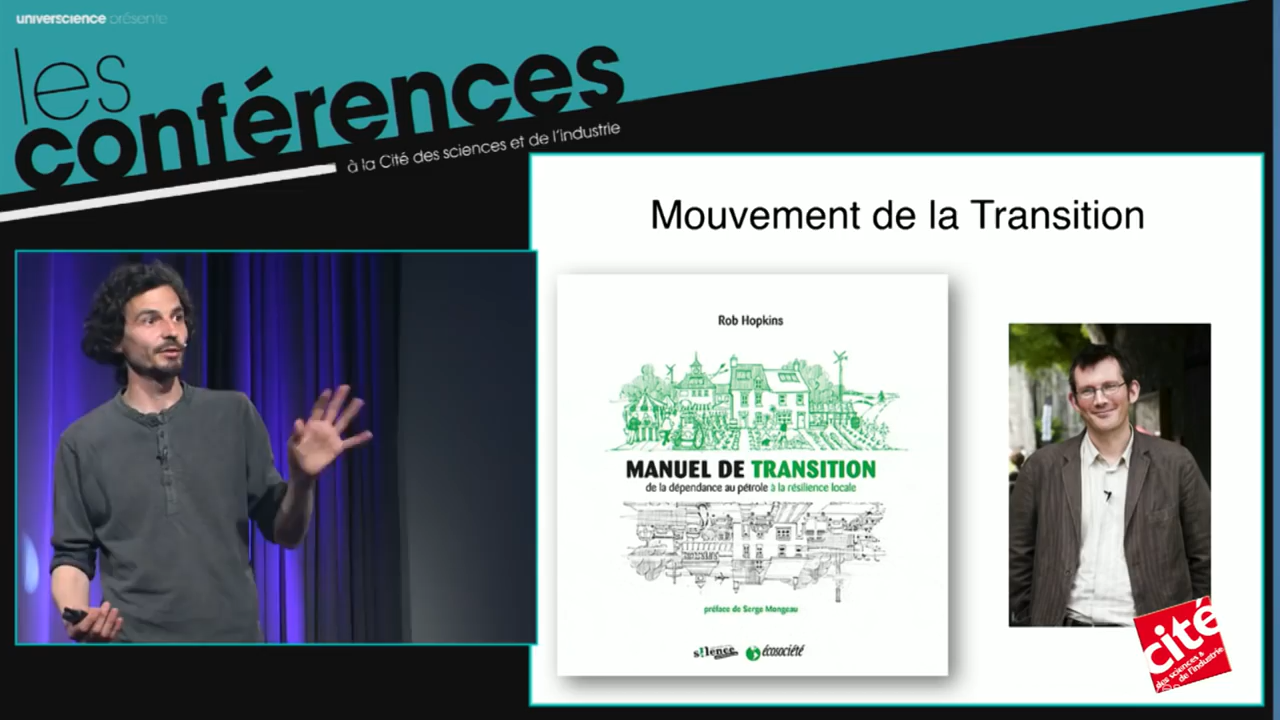 universcience présente
les
conférences
à la Cité des sciences et de l'industrie
Mouvement de la Transition
Rob Hopkins
MANUEL DE TRANSITION
de la dépendance au pétrole à la résilience locale
préface de Serge Mongeau
silence
écosociété
cité
des sciences &
de l'industrie